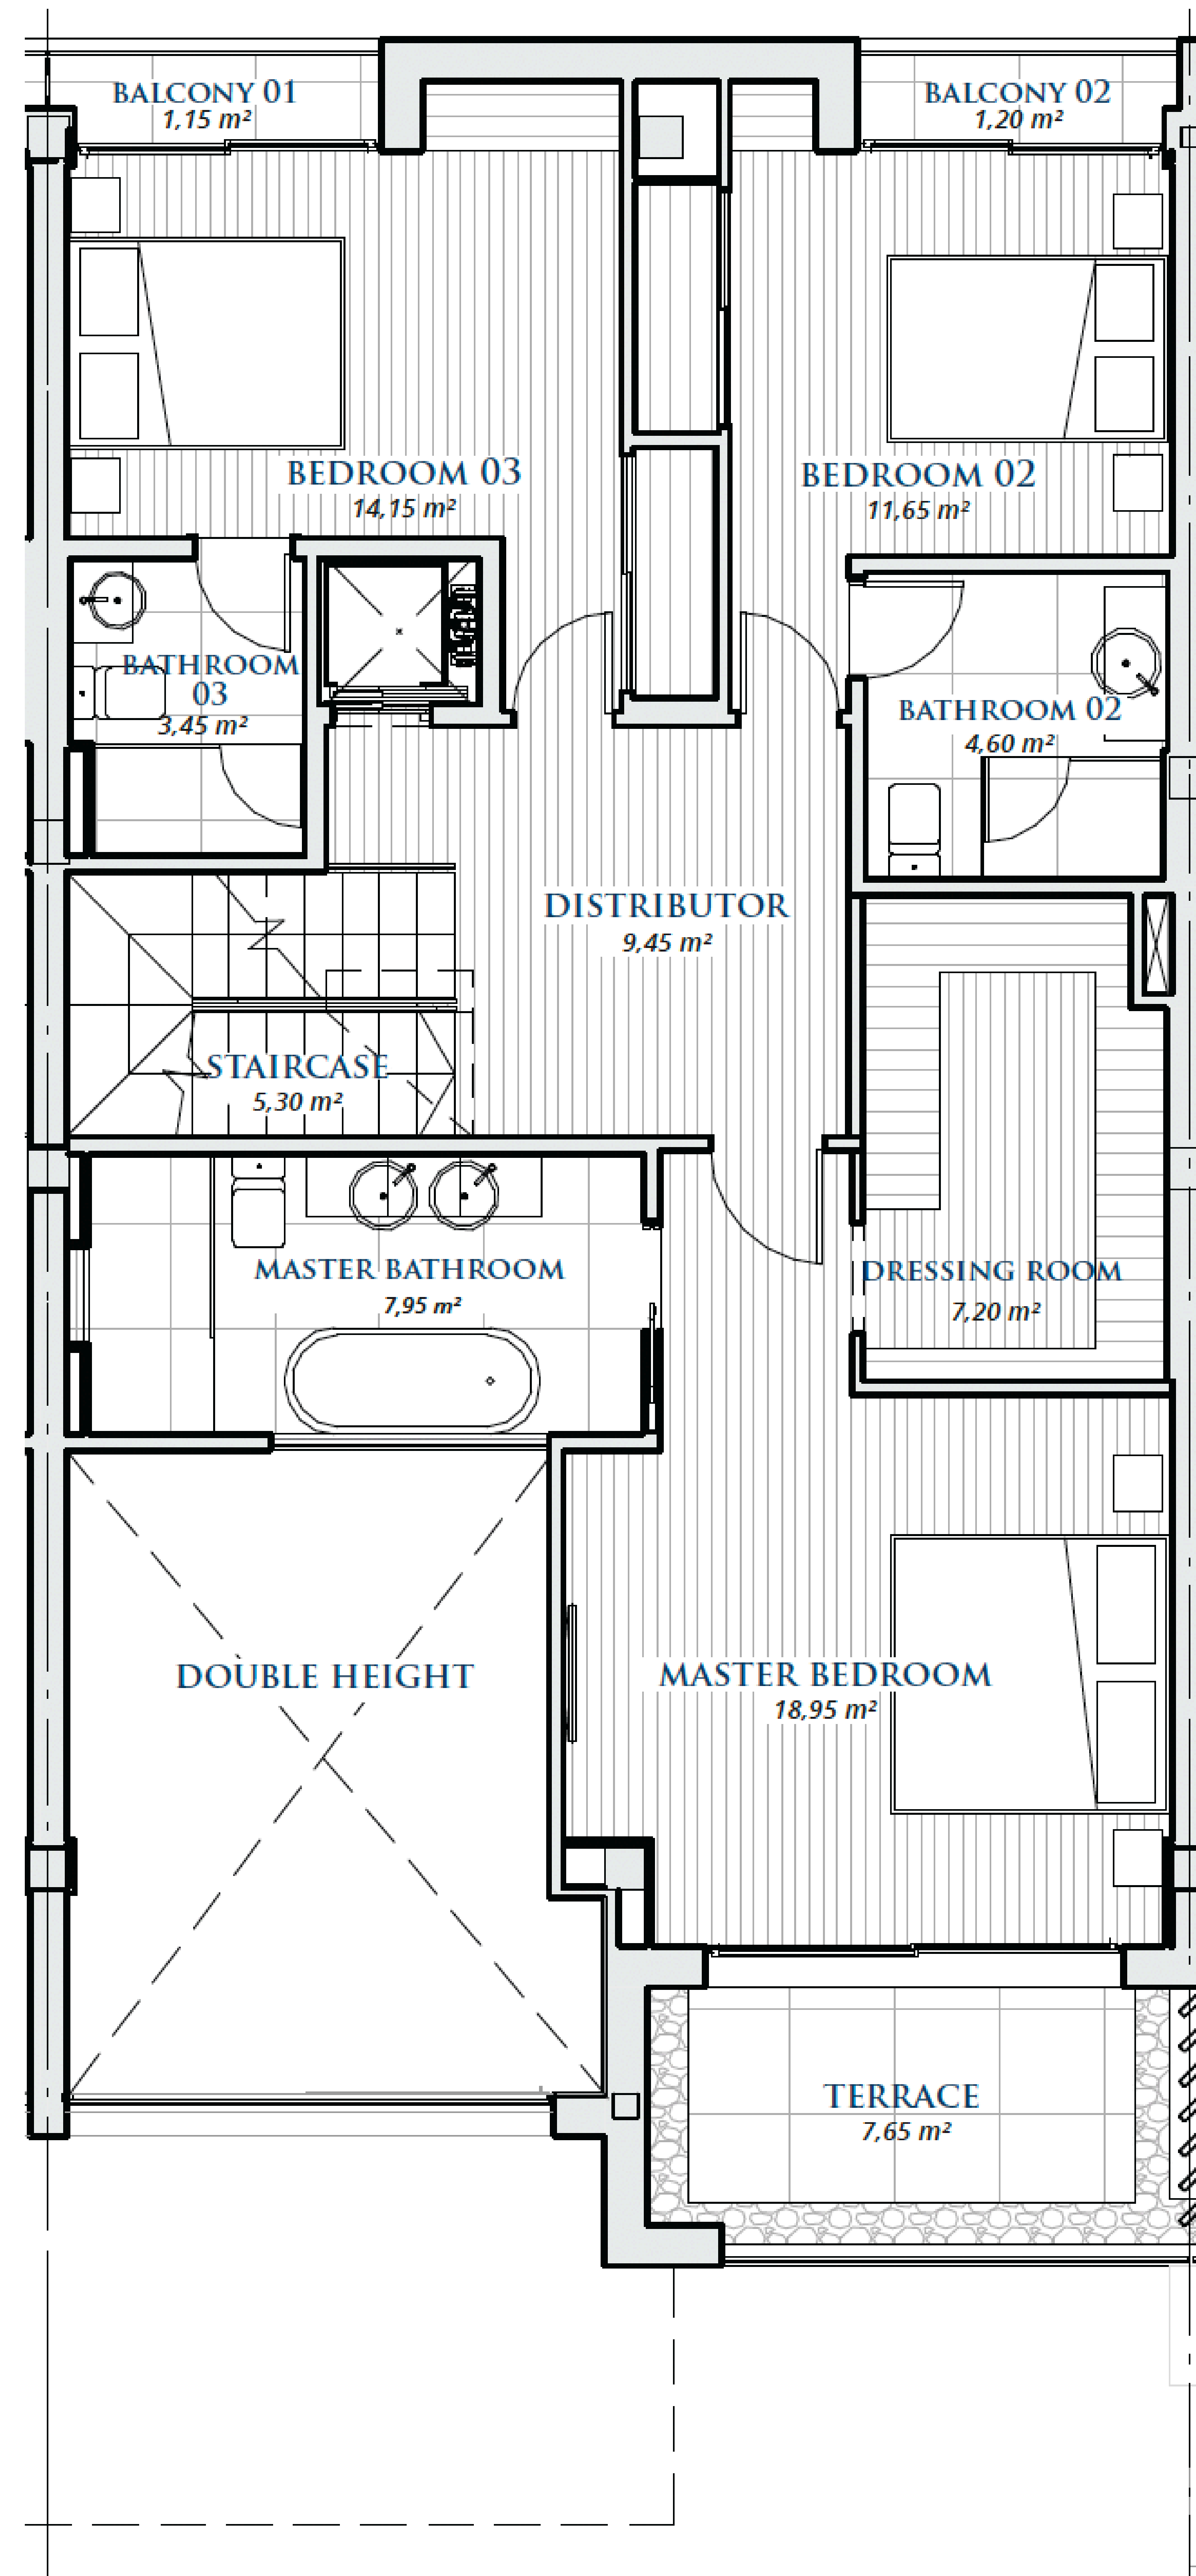 BALCONY 01
1,15 m²
BALCONY 02
1,20 m²
BEDROOM 03
14,15 m²
BEDROOM 02
11,65 m²
BATHROOM
03
3,45 m²
BATHROOM 02
4,60 m²
DISTRIBUTOR
9,45 m²
STAIRCASE
5,30 m²
MASTER BATHROOM
7,95 m²
DRESSING ROOM
7,20 m²
DOUBLE HEIGHT
MASTER BEDROOM
18,95 m²
TERRACE
7,65 m²